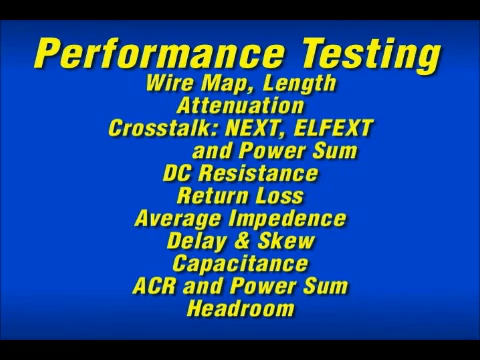 Performance Testing
Wire Map, Length
Attenuation
Crosstalk: NEXT, ELFEXT
and Power Sum
DC Resistance
Return Loss
Average Impedence
Delay & Skew
Capacitance
ACR and Power Sum
Headroom